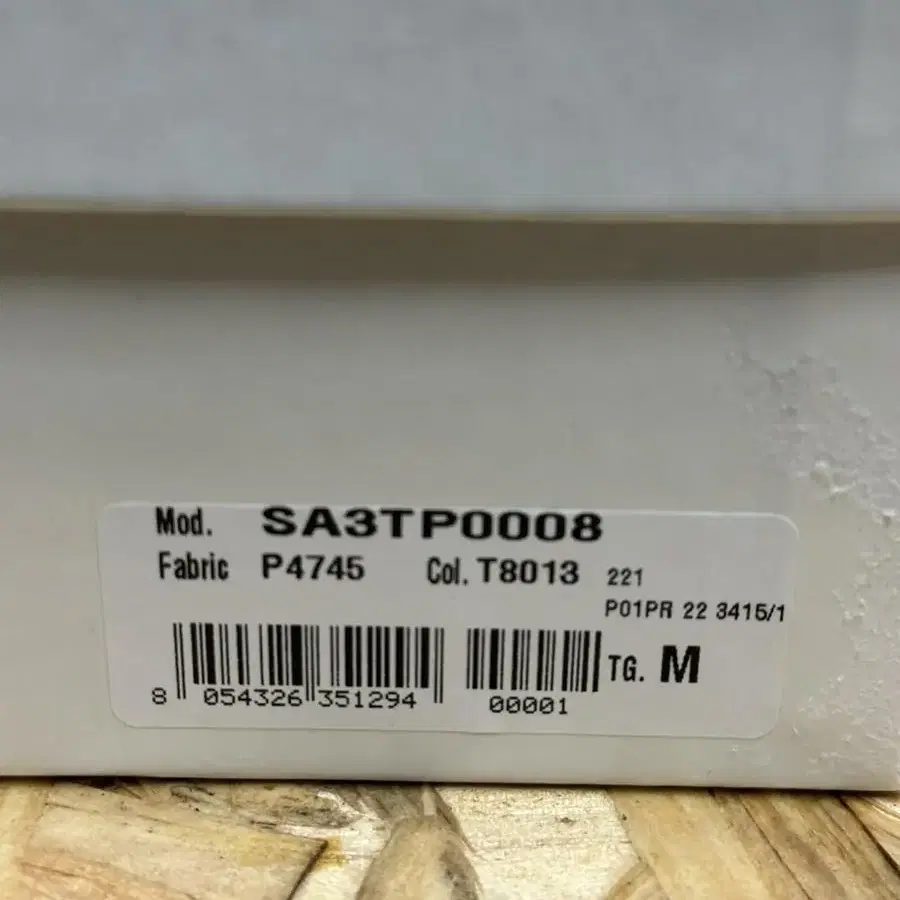 Mod. SA3TP0008
Fabric P4745 Col. T8013 221
P01PR 22 3415/1
TG. M
8 054326 351294 00001